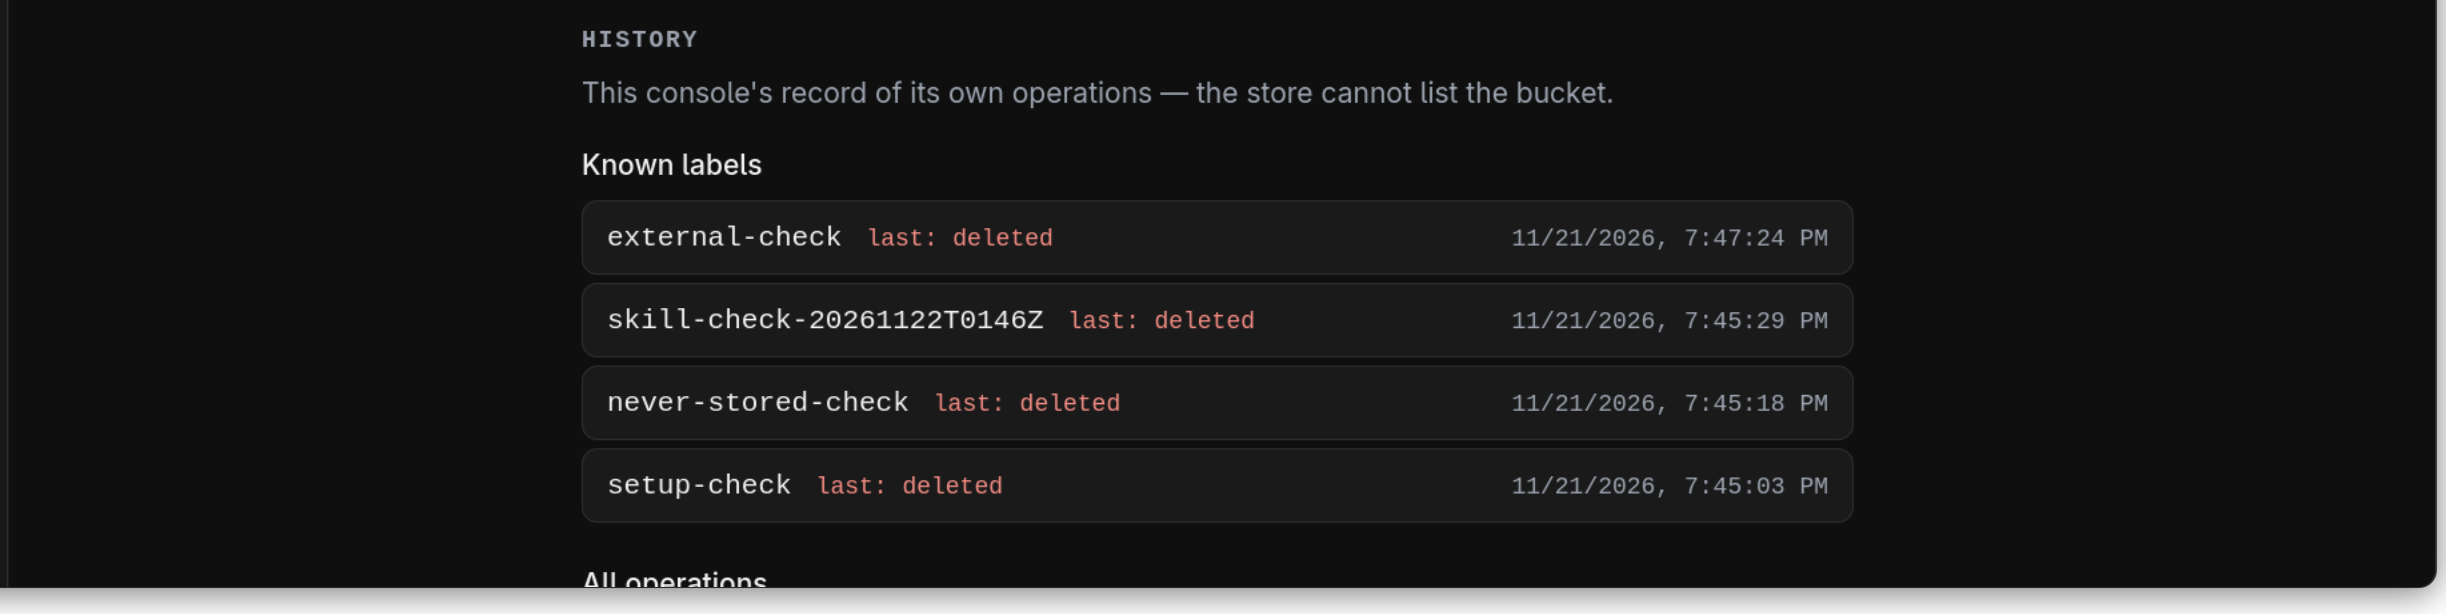 HISTORY
This console's record of its own operations — the store cannot list the bucket.
Known labels
external-check last: deleted 11/21/2026, 7:47:24 PM
skill-check-20261122T0146Z last: deleted 11/21/2026, 7:45:29 PM
never-stored-check last: deleted 11/21/2026, 7:45:18 PM
setup-check last: deleted 11/21/2026, 7:45:03 PM
All operations